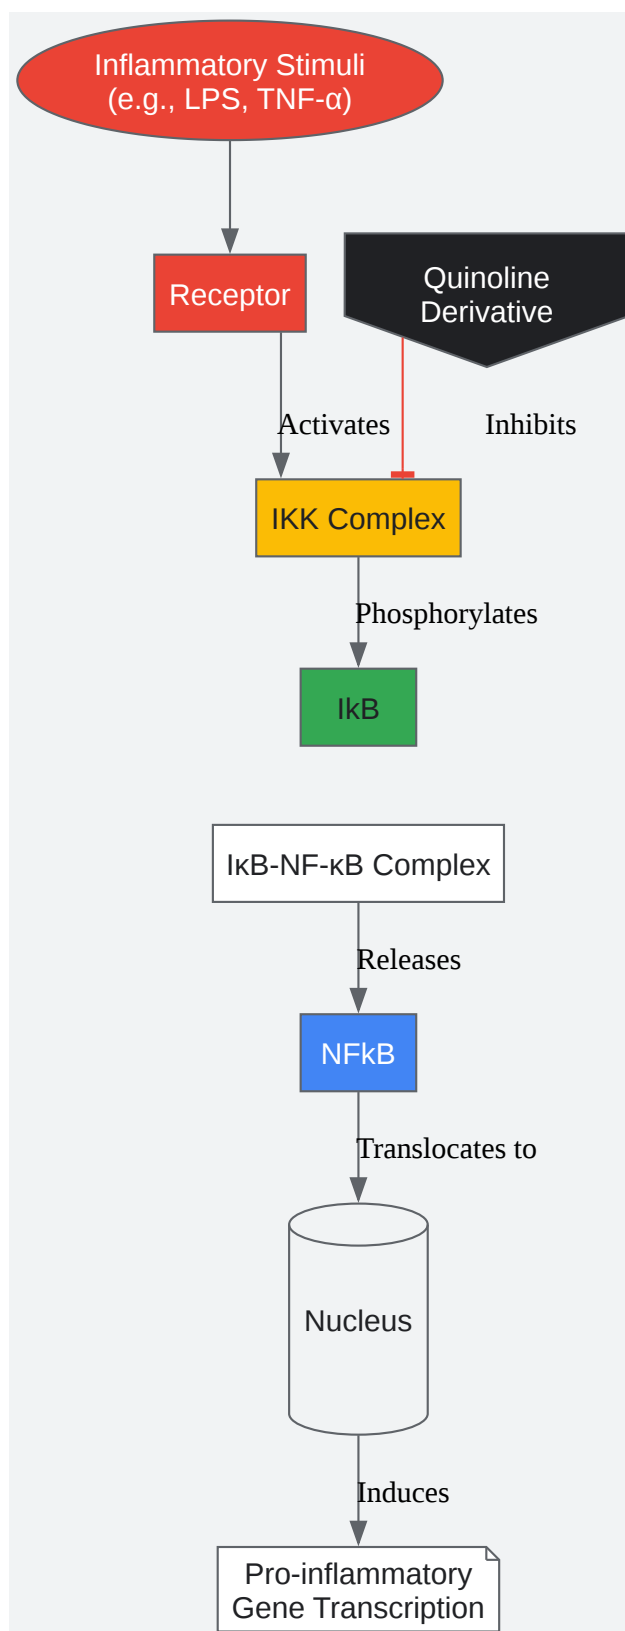 Inflammatory Stimuli
(e.g., LPS, TNF-α)
Receptor
Quinoline
Derivative
Activates
Inhibits
IKK Complex
Phosphorylates
IkB
IκB-NF-κB Complex
Releases
NFkB
Translocates to
Nucleus
Induces
Pro-inflammatory
Gene Transcription